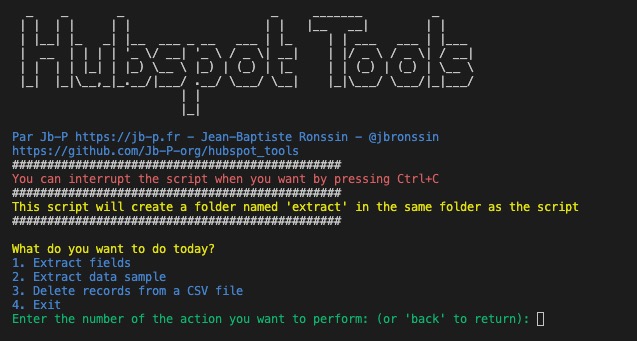 Hubspot Tools
Par Jb-P https://jb-p.fr - Jean-Baptiste Ronssin - @jbronssin
https://github.com/Jb-P-org/hubspot_tools
###############################################
You can interrupt the script when you want by pressing Ctrl+C
###############################################
This script will create a folder named 'extract' in the same folder as the script
###############################################
What do you want to do today?
1. Extract fields
2. Extract data sample
3. Delete records from a CSV file
4. Exit
Enter the number of the action you want to perform: (or 'back' to return):